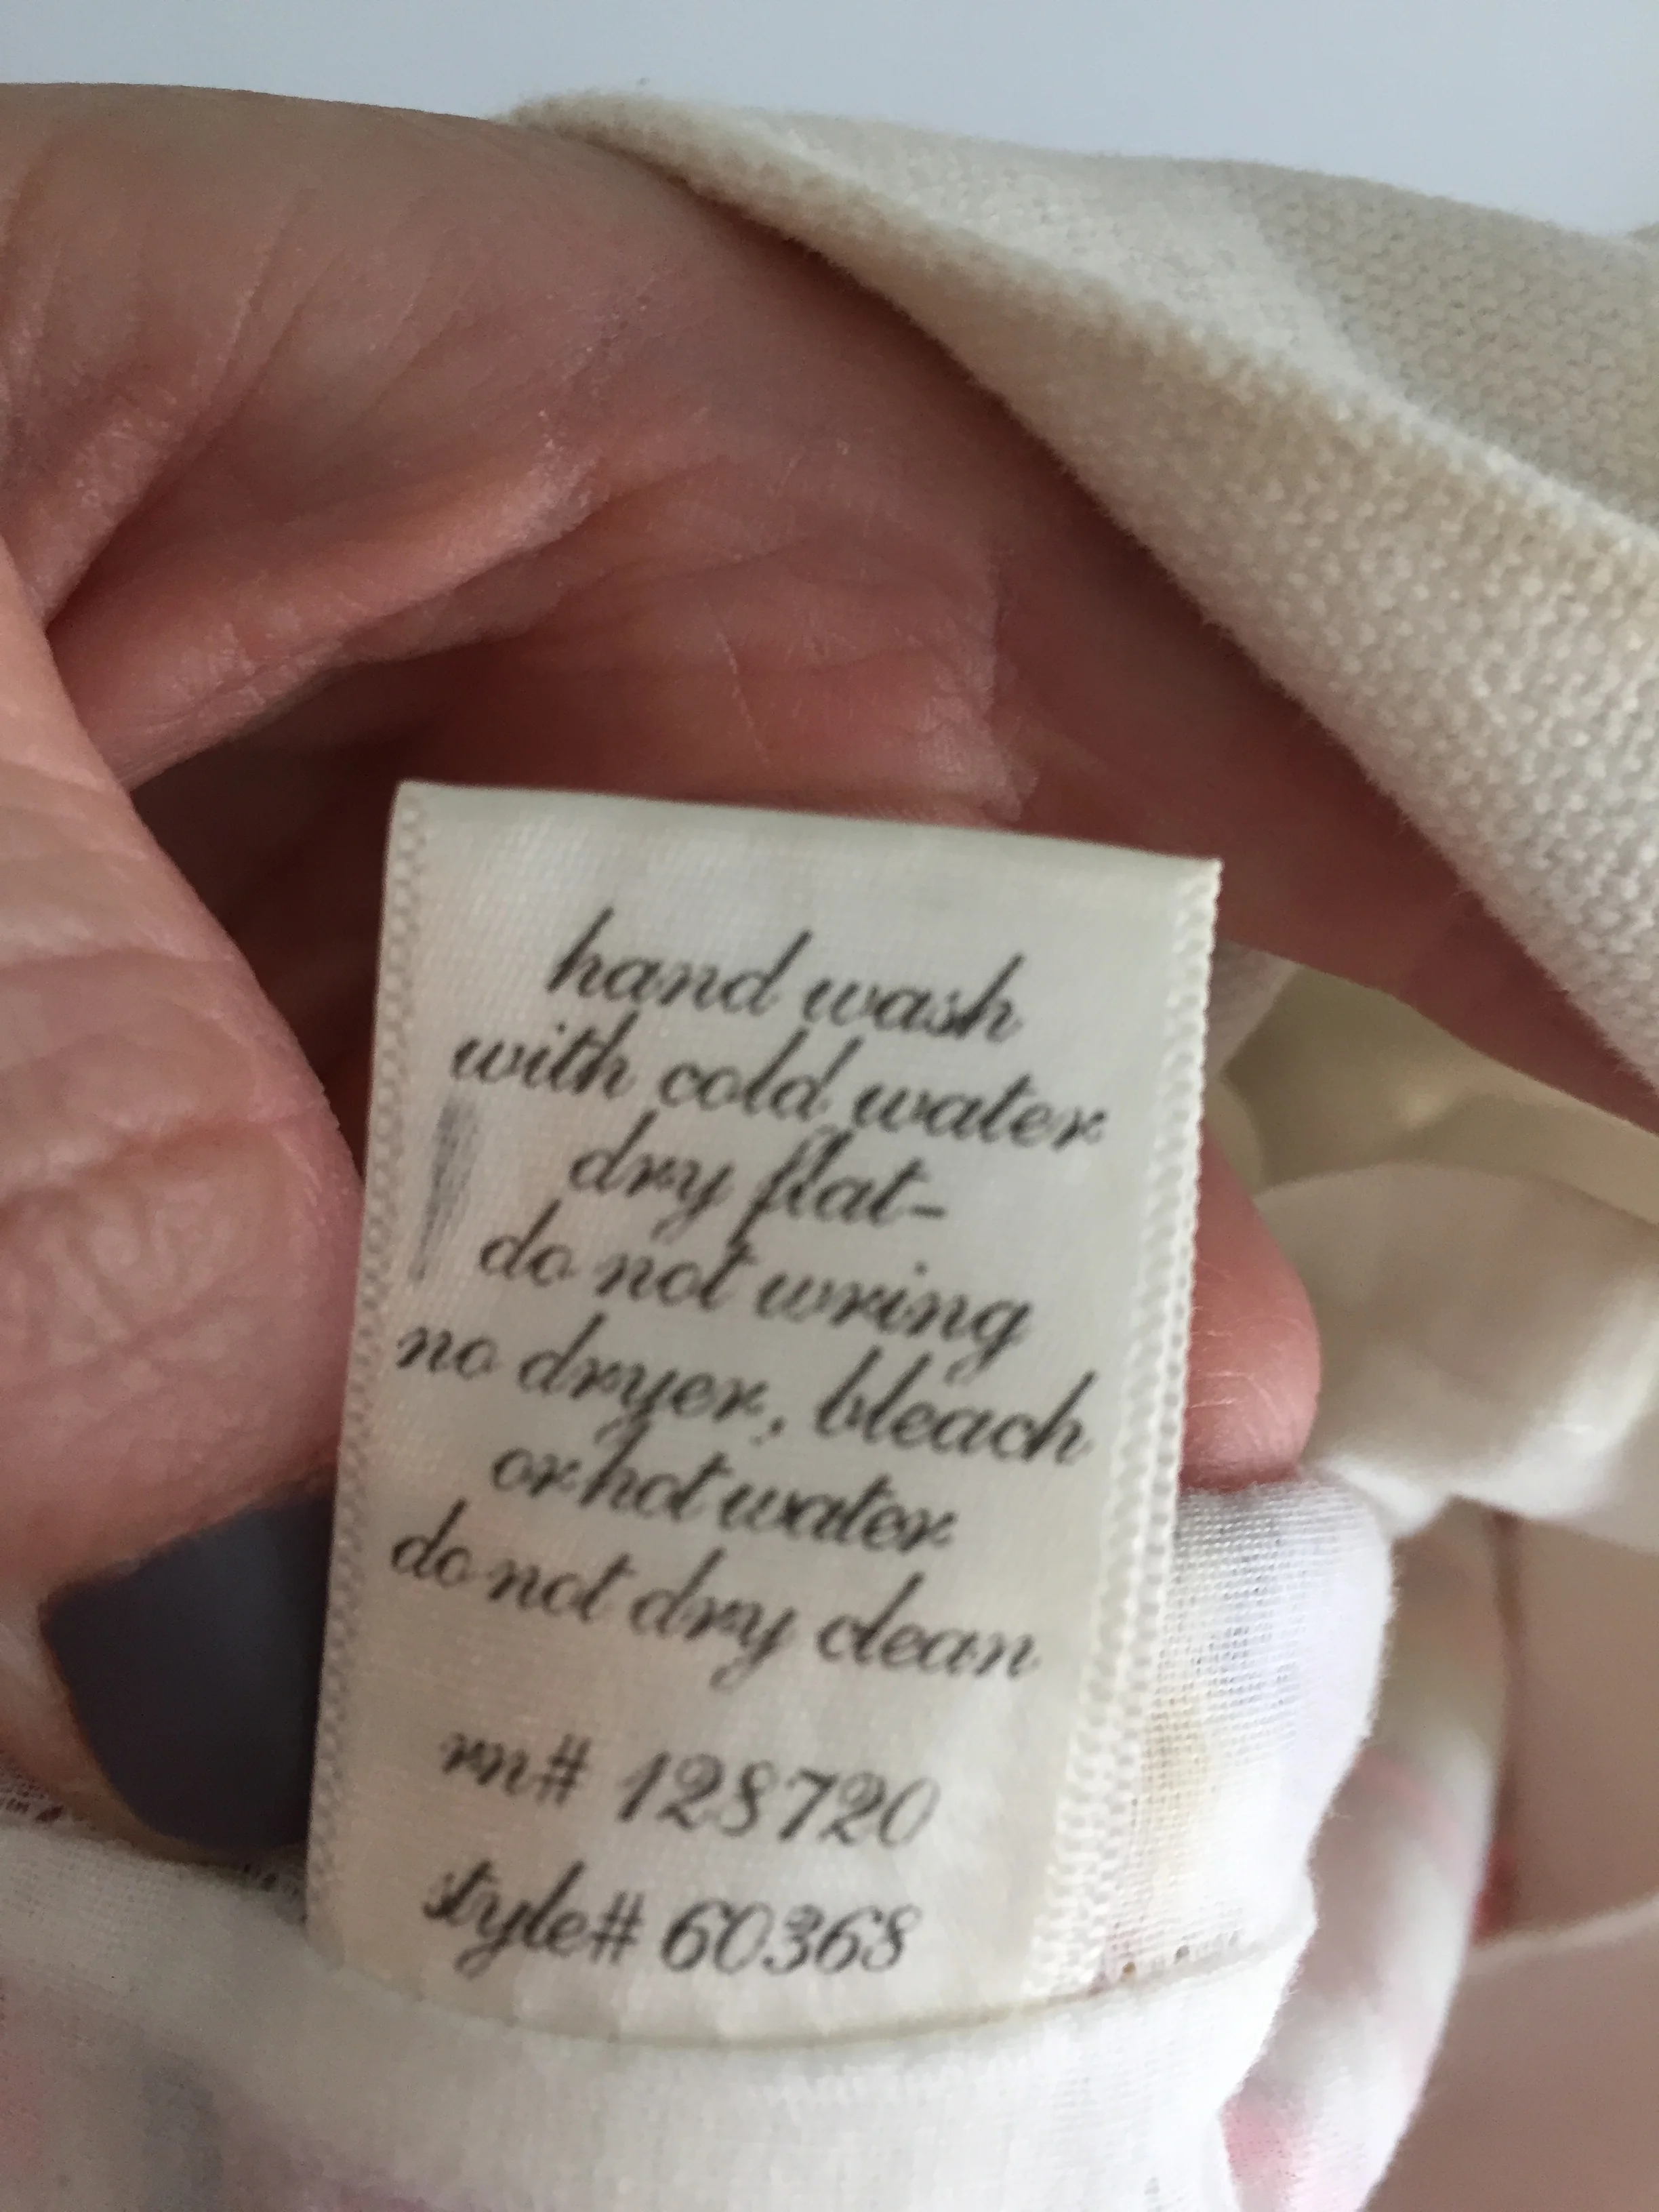 hand wash
with cold water
dry flat-
do not wring
no dryer, bleach
or hot water
do not dry clean
rn# 128720
style# 60368